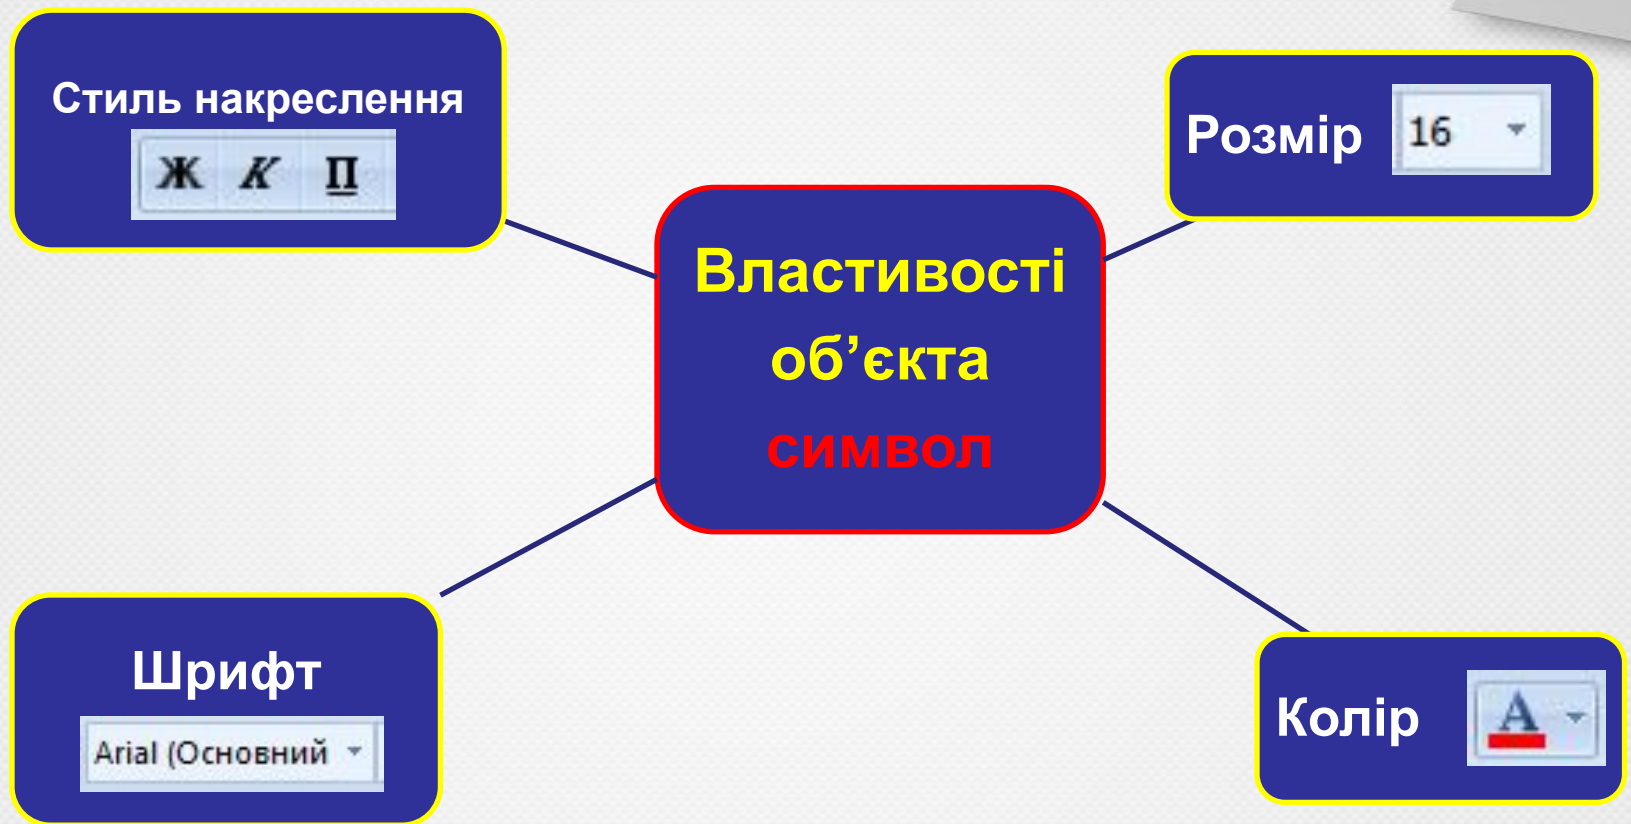 Стиль накреслення
Ж К П
Розмір 16
Властивості
об’єкта
символ
Шрифт
Arial (Основний
Колір A